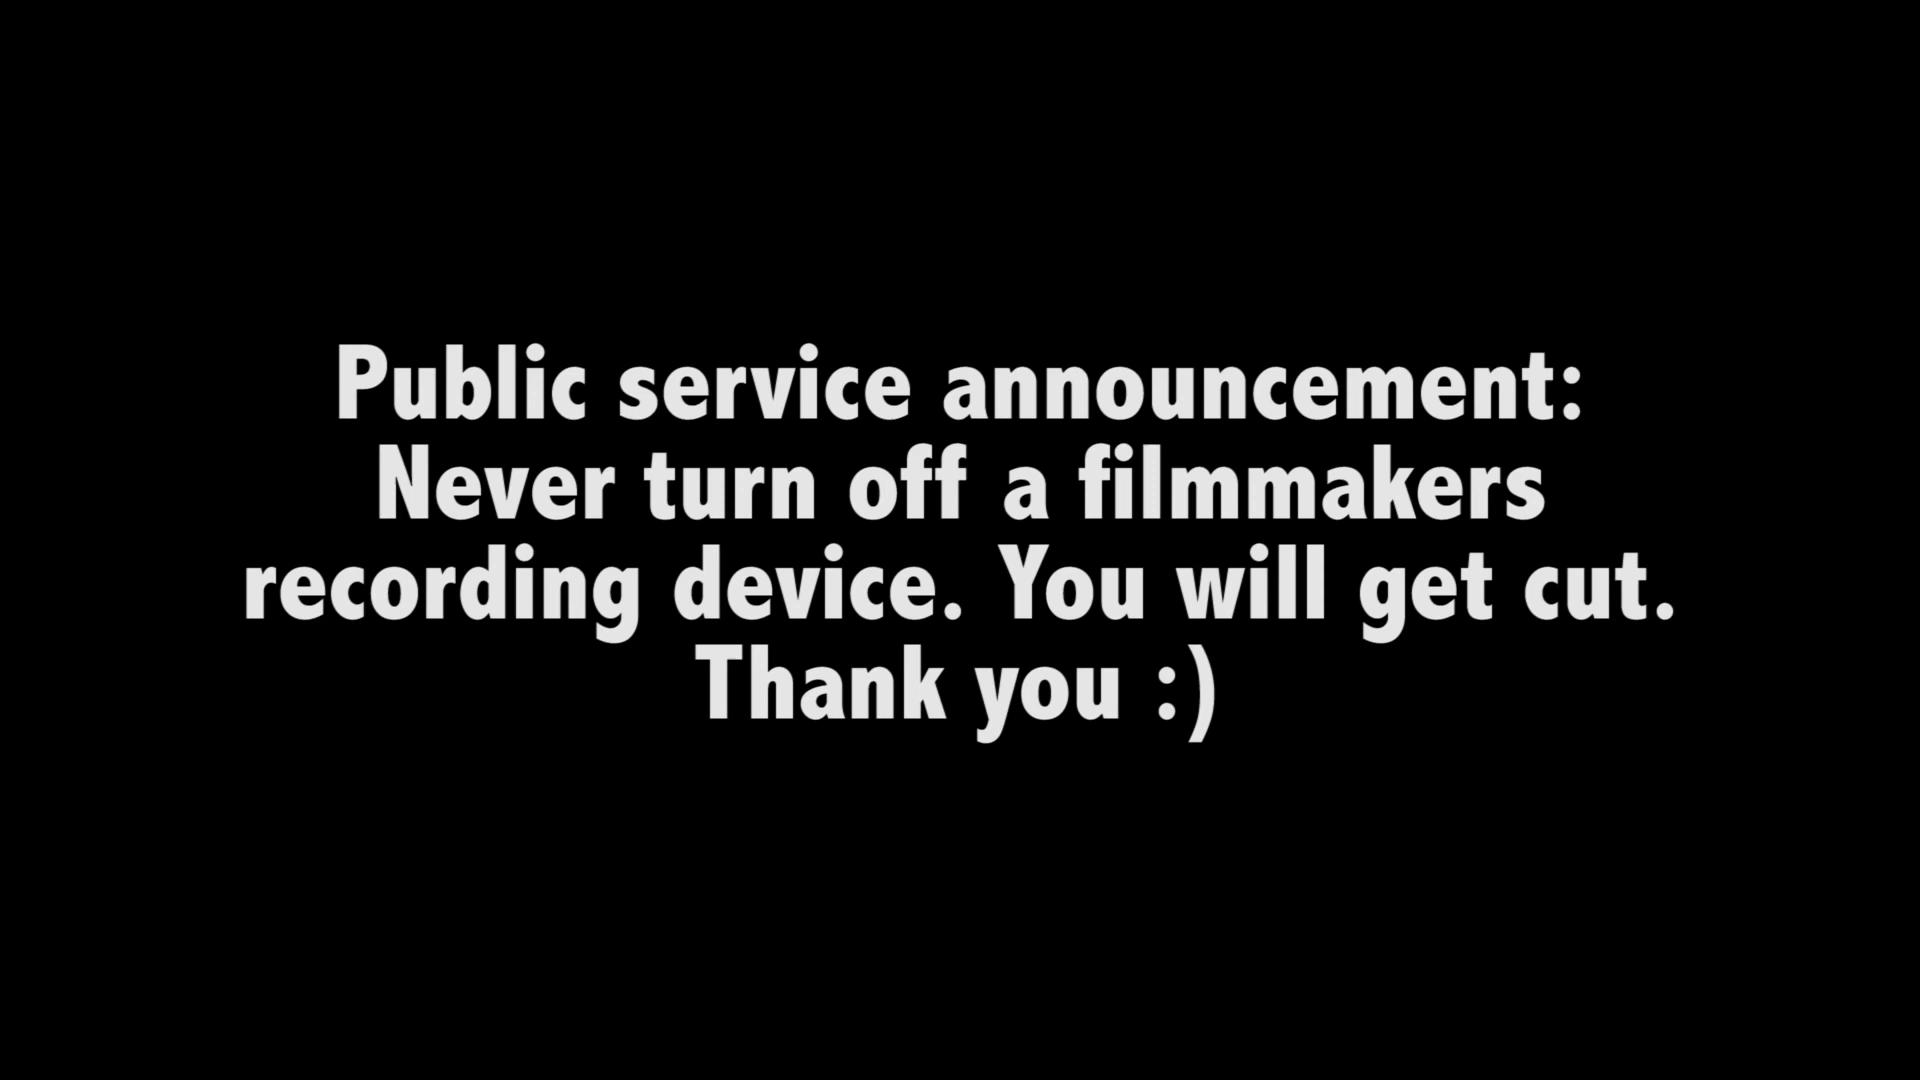 Public service announcement:
Never turn off a filmmakers
recording device. You will get cut.
Thank you :)